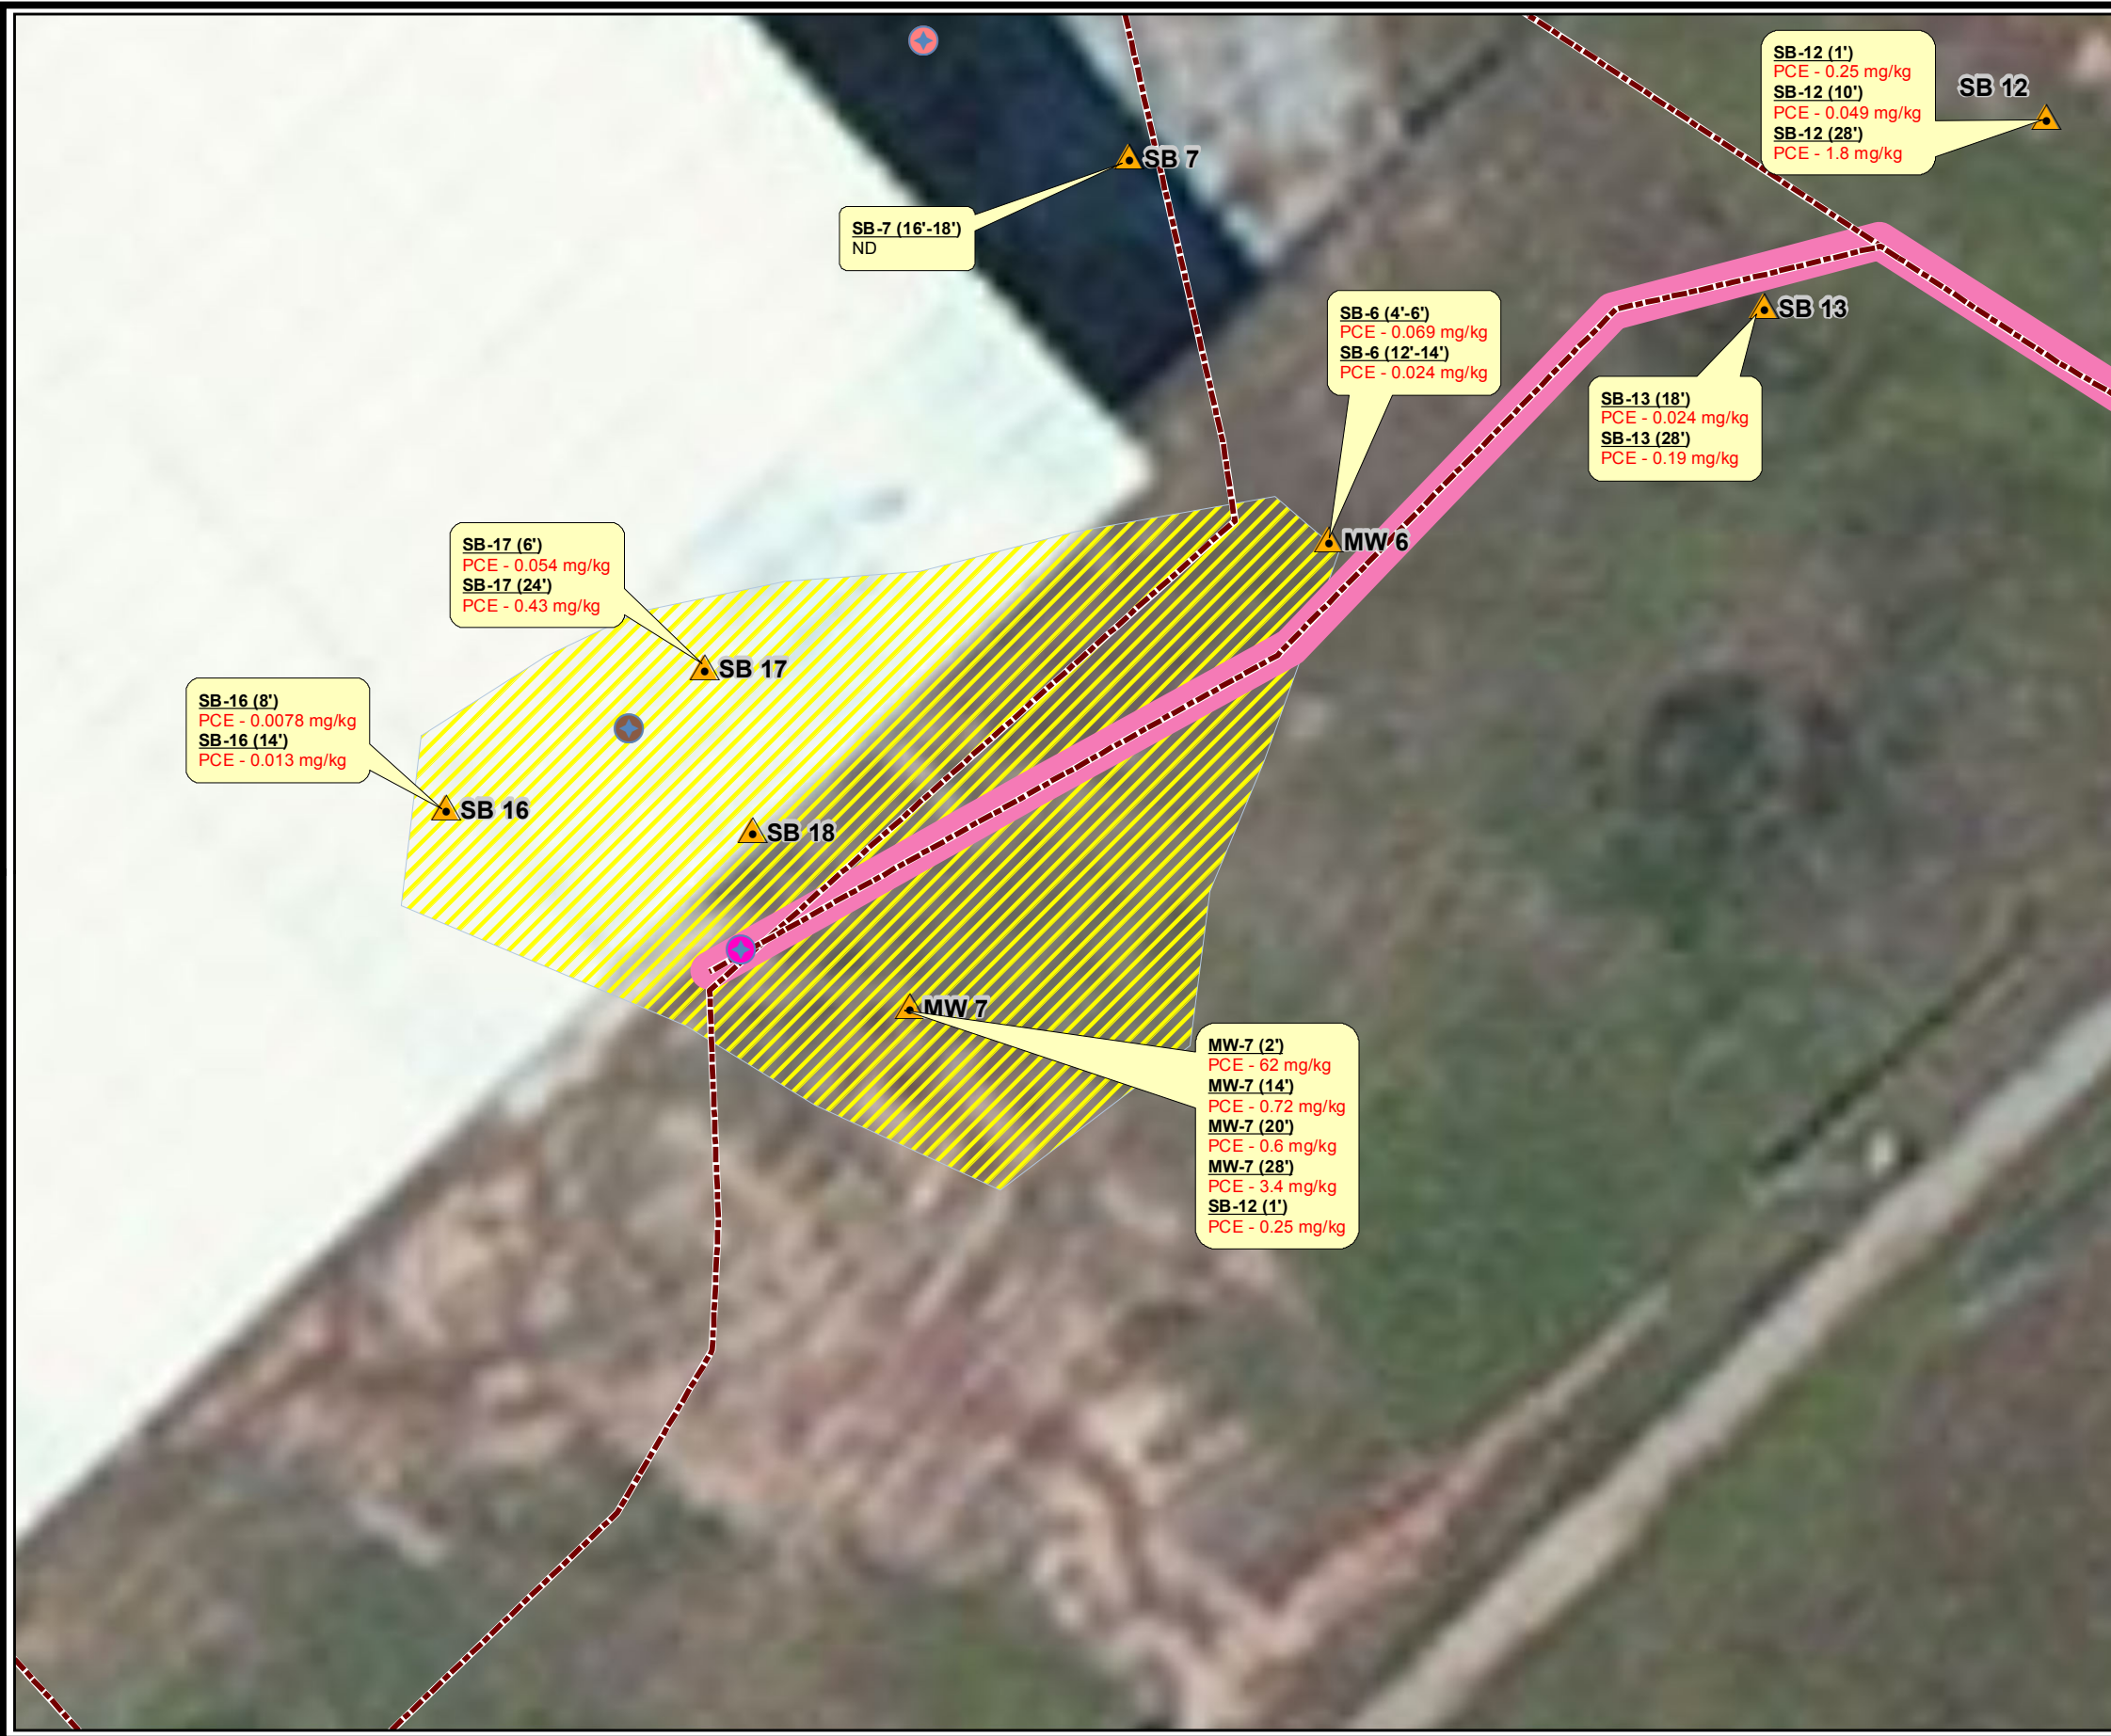 SB-12 (1')
PCE - 0.25 mg/kg
SB-12 (10')
PCE - 0.049 mg/kg
SB-12 (28')
PCE - 1.8 mg/kg
SB 12
SB 7
SB-7 (16'-18')
ND
SB-6 (4'-6')
PCE - 0.069 mg/kg
SB-6 (12'-14')
PCE - 0.024 mg/kg
SB 13
SB-13 (18')
PCE - 0.024 mg/kg
SB-13 (28')
PCE - 0.19 mg/kg
MW 6
SB-17 (6')
PCE - 0.054 mg/kg
SB-17 (24')
PCE - 0.43 mg/kg
SB 17
SB-16 (8')
PCE - 0.0078 mg/kg
SB-16 (14')
PCE - 0.013 mg/kg
SB 16
SB 18
MW 7
MW-7 (2')
PCE - 62 mg/kg
MW-7 (14')
PCE - 0.72 mg/kg
MW-7 (20')
PCE - 0.6 mg/kg
MW-7 (28')
PCE - 3.4 mg/kg
SB-12 (1')
PCE - 0.25 mg/kg